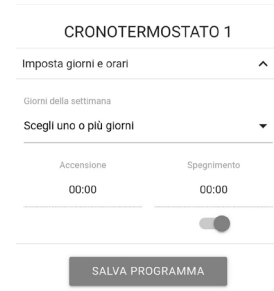 CRONOTERMOSTATO 1
Imposta giorni e orari
Giorni della settimana
Scegli uno o più giorni
Accensione Spegnimento
00:00 00:00
SALVA PROGRAMMA